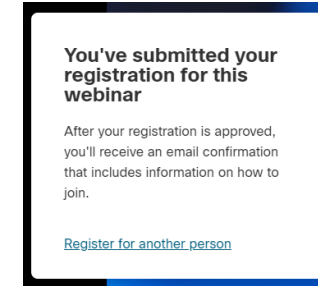 You've submitted your
registration for this
webinar
After your registration is approved,
you'll receive an email confirmation
that includes information on how to
join.
Register for another person